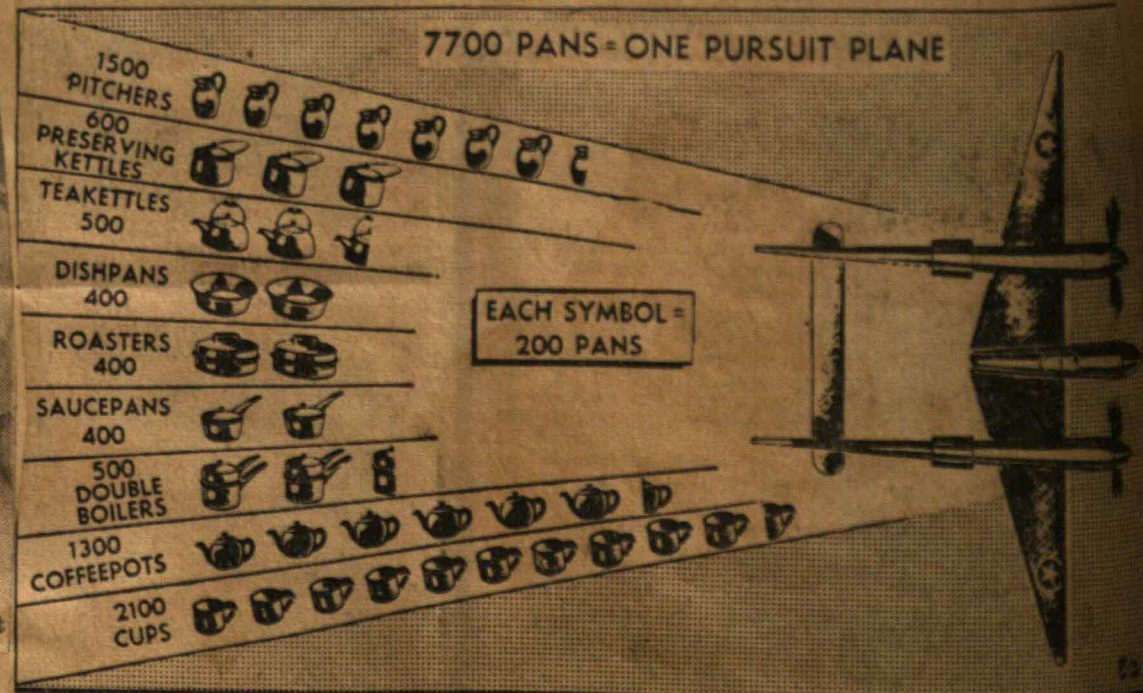 7700 PANS = ONE PURSUIT PLANE
1500
PITCHERS
600
PRESERVING
KETTLES
TEAKETTLES
500
DISHPANS
400
ROASTERS
400
SAUCEPANS
400
500
DOUBLE
BOILERS
1300
COFFEEPOTS
2100
CUPS
EACH SYMBOL =
200 PANS